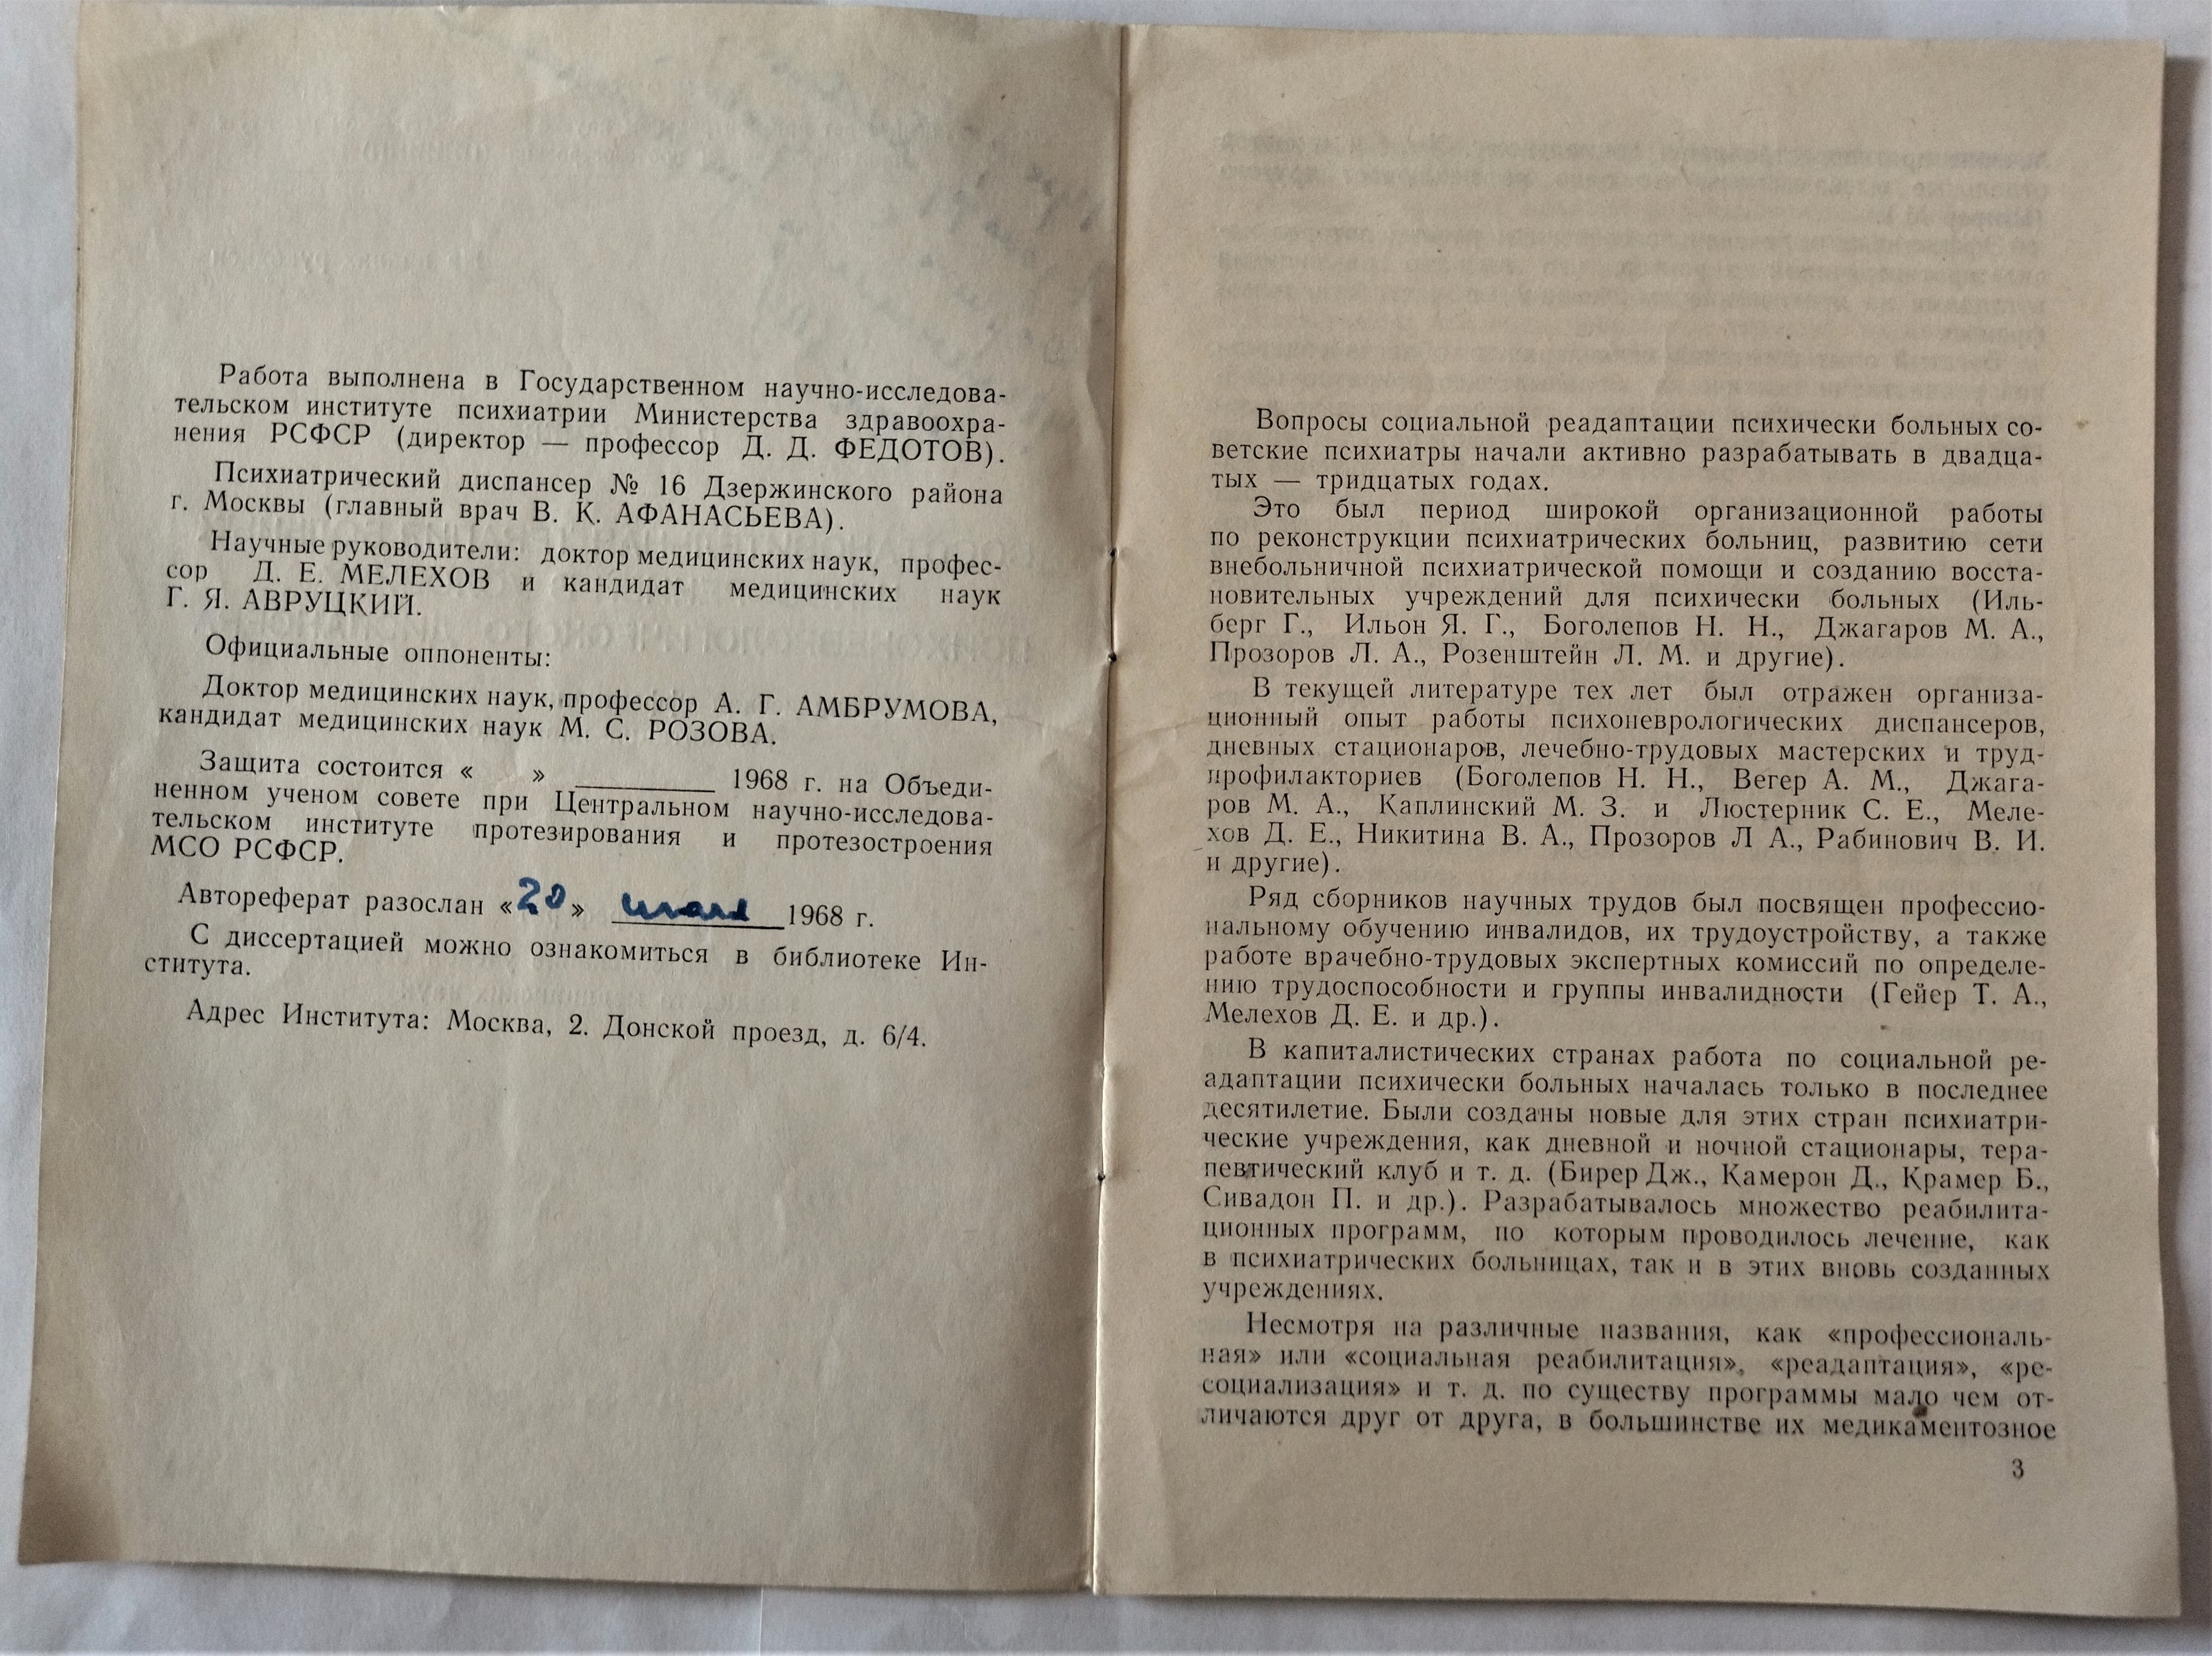 Работа выполнена в Государственном научно-исследова-
тельском институте психиатрии Министерства здравоохра-
нения РСФСР (директор — профессор Д. Д. ФЕДОТОВ).
Психиатрический диспансер № 16 Дзержинского района
г. Москвы (главный врач В. К. АФАНАСЬЕВА).
Научные руководители: доктор медицинских наук, профес-
сор Д. Е. МЕЛЕХОВ и кандидат медицинских наук
Г. Я. АВРУЦКИЙ.
Официальные оппоненты:
Доктор медицинских наук, профессор А. Г. АМБРУМОВА,
кандидат медицинских наук М. С. РОЗОВА.
Защита состоится « » ________ 1968 г. на Объеди-
ненном ученом совете при Центральном научно-исследова-
тельском институте протезирования и протезостроения
МСО РСФСР.
Автореферат разослан «20» 1968 г.
С диссертацией можно ознакомиться в библиотеке Ин-
ститута.
Адрес Института: Москва, 2. Донской проезд, д. 6/4.
Вопросы социальной реадаптации психически больных со-
ветские психиатры начали активно разрабатывать в двадца-
тых — тридцатых годах.
Это был период широкой организационной работы
по реконструкции психиатрических больниц, развитию сети
внебольничной психиатрической помощи и созданию восста-
новительных учреждений для психически больных (Иль-
берг Г., Ильон Я. Г., Боголепов Н. Н., Джагаров М. А.,
Прозоров Л. А., Розенштейн Л. М. и другие).
В текущей литературе тех лет был отражен организа-
ционный опыт работы психоневрологических диспансеров,
дневных стационаров, лечебно-трудовых мастерских и труд-
профилакториев (Боголепов Н. Н., Вегер А. М., Джага-
ров М. А., Каплинский М. З. и Люстерник С. Е., Меле-
хов Д. Е., Никитина В. А., Прозоров Л А., Рабинович В. И.
и другие).
Ряд сборников научных трудов был посвящен профессио-
нальному обучению инвалидов, их трудоустройству, а также
работе врачебно-трудовых экспертных комиссий по определе-
нию трудоспособности и группы инвалидности (Гейер Т. А.,
Мелехов Д. Е. и др.).
В капиталистических странах работа по социальной ре-
адаптации психически больных началась только в последнее
десятилетие. Были созданы новые для этих стран психиатри-
ческие учреждения, как дневной и ночной стационары, тера-
певтический клуб и т. д. (Бирер Дж., Камерон Д., Крамер Б.,
Сивадон П. и др.). Разрабатывалось множество реабилита-
ционных программ, по которым проводилось лечение, как
в психиатрических больницах, так и в этих вновь созданных
учреждениях.
Несмотря на различные названия, как «профессиональ-
ная» или «социальная реабилитация», «реадаптация», «ре-
социализация» и т. д. по существу программы мало чем от-
личаются друг от друга, в большинстве их медикаментозное
3